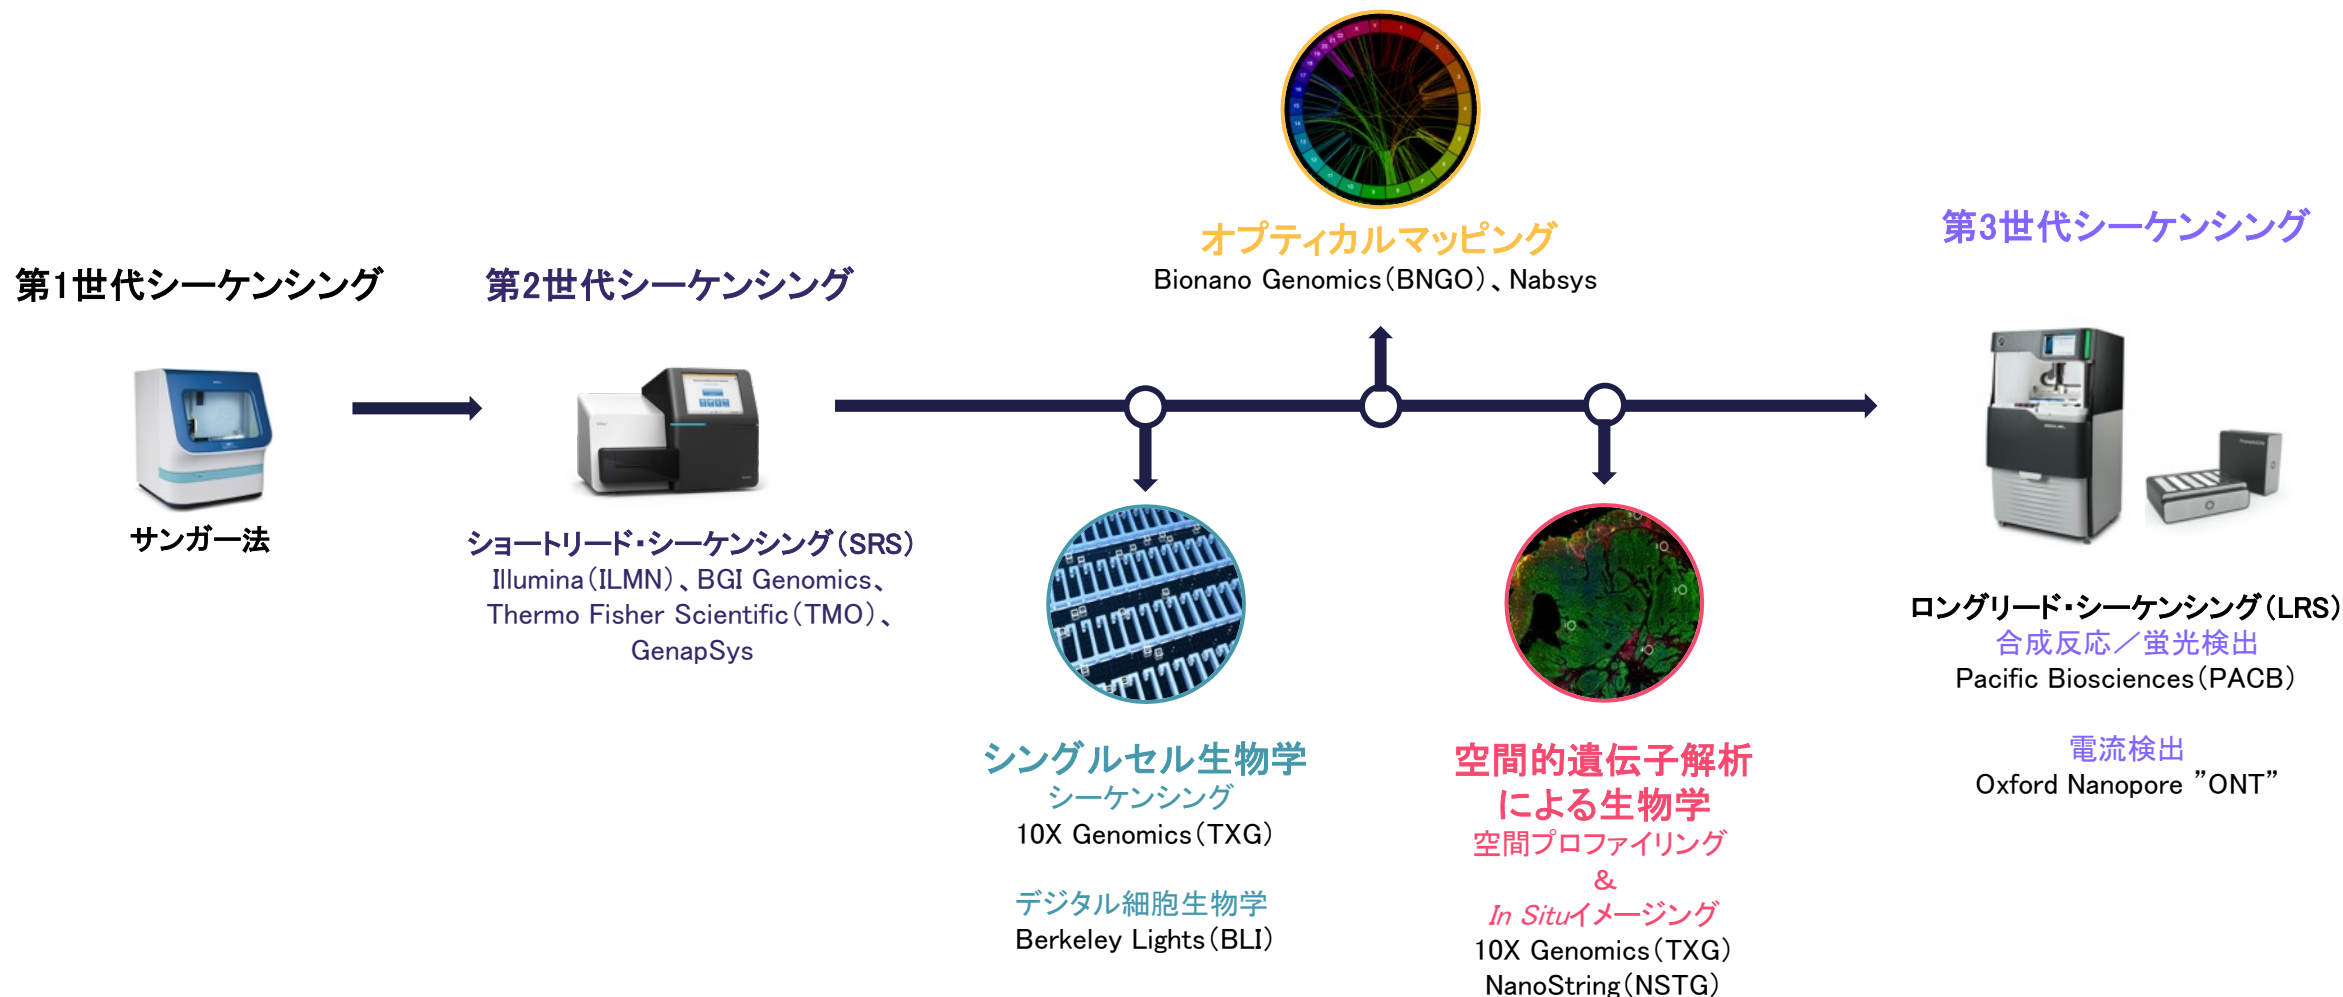 第1世代シーケンシング
サンガー法
第2世代シーケンシング
ショートリード・シーケンシング（SRS）
Illumina（ILMN）、BGI Genomics、
Thermo Fisher Scientific（TMO）、
GenapSys
オプティカルマッピング
Bionano Genomics（BNGO）、Nabsys
シングルセル生物学
シーケンシング
10X Genomics（TXG）
デジタル細胞生物学
Berkeley Lights（BLI）
空間的遺伝子解析
による生物学
空間プロファイリング
＆
In Situイメージング
10X Genomics（TXG）
NanoString（NSTG）
第3世代シーケンシング
ロングリード・シーケンシング（LRS）
合成反応／蛍光検出
Pacific Biosciences（PACB）
電流検出
Oxford Nanopore ”ONT”